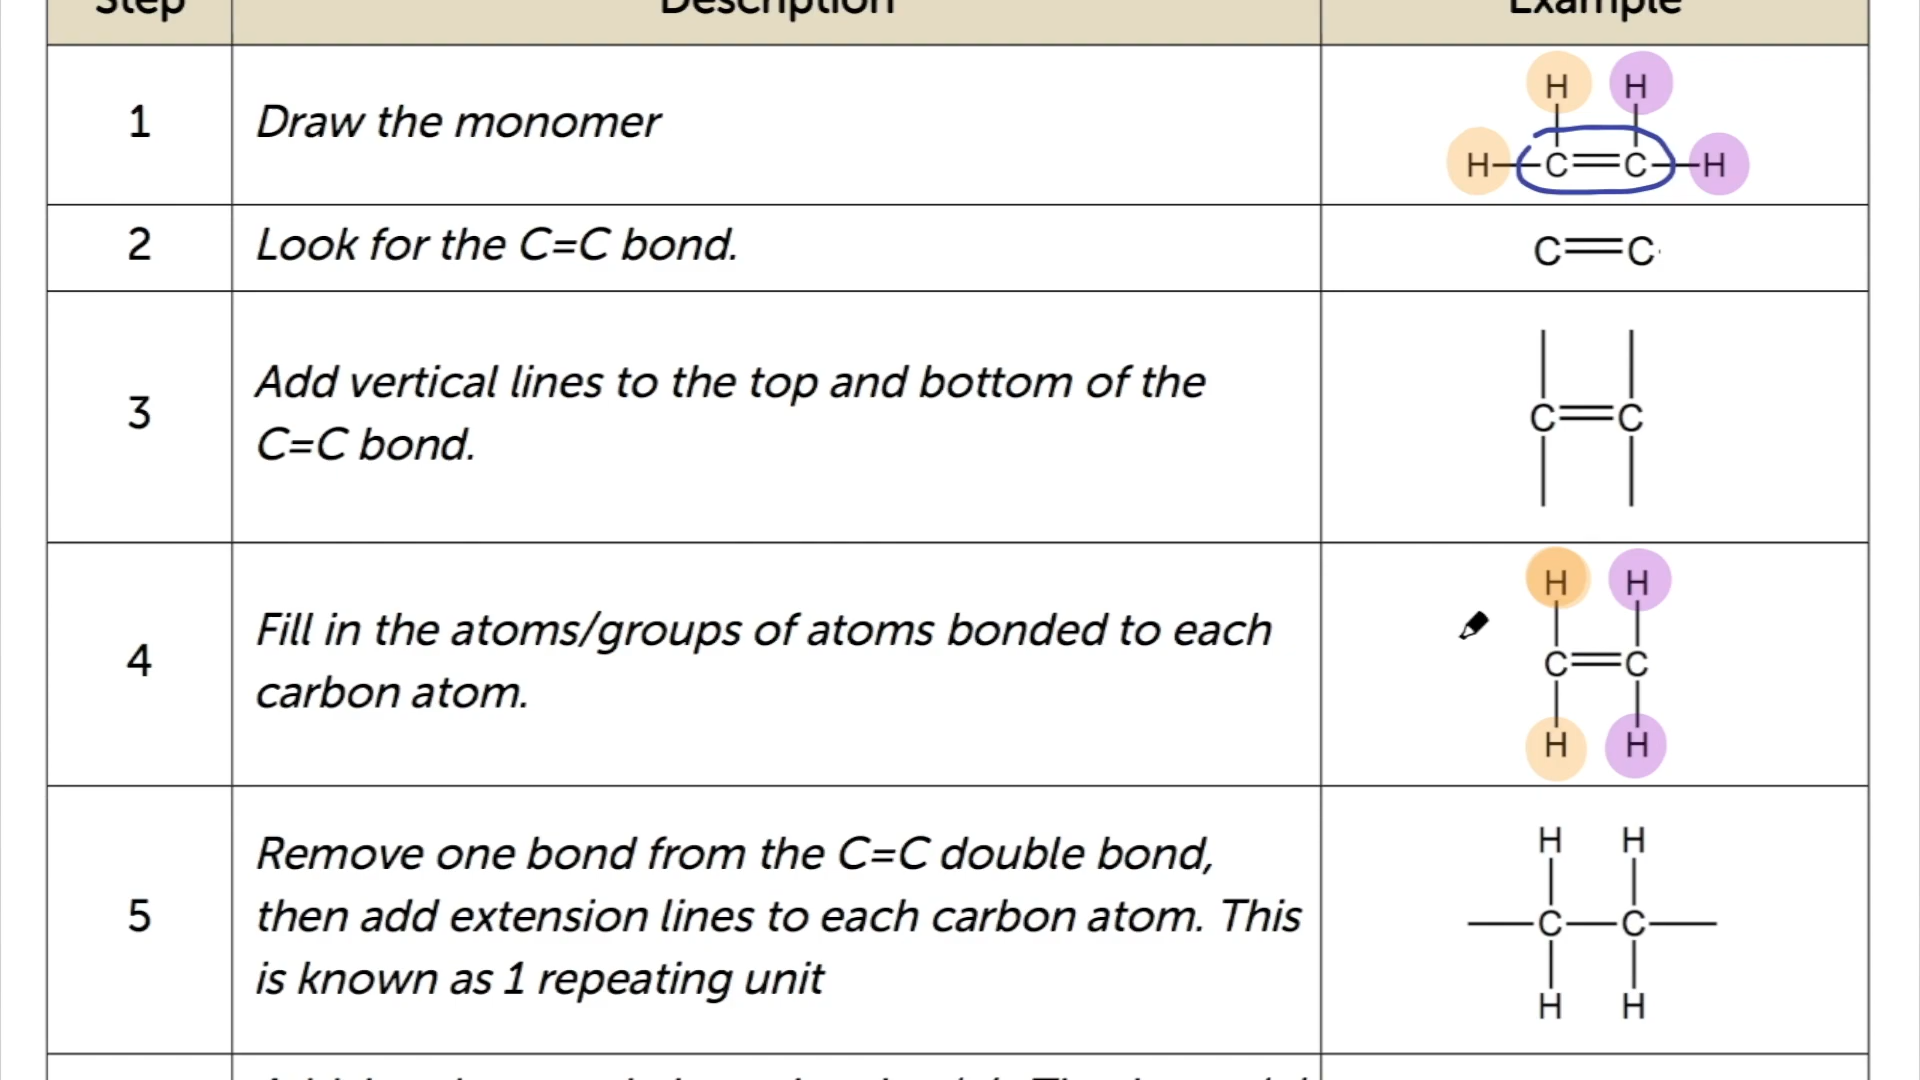 Step Description Example
1 Draw the monomer
H H
H C C H
2 Look for the C=C bond.
C C
3 Add vertical lines to the top and bottom of the
C=C bond.
C C
4 Fill in the atoms/groups of atoms bonded to each
carbon atom.
H H
C C
H H
5 Remove one bond from the C=C double bond,
then add extension lines to each carbon atom. This
is known as 1 repeating unit
H H
C C
H H